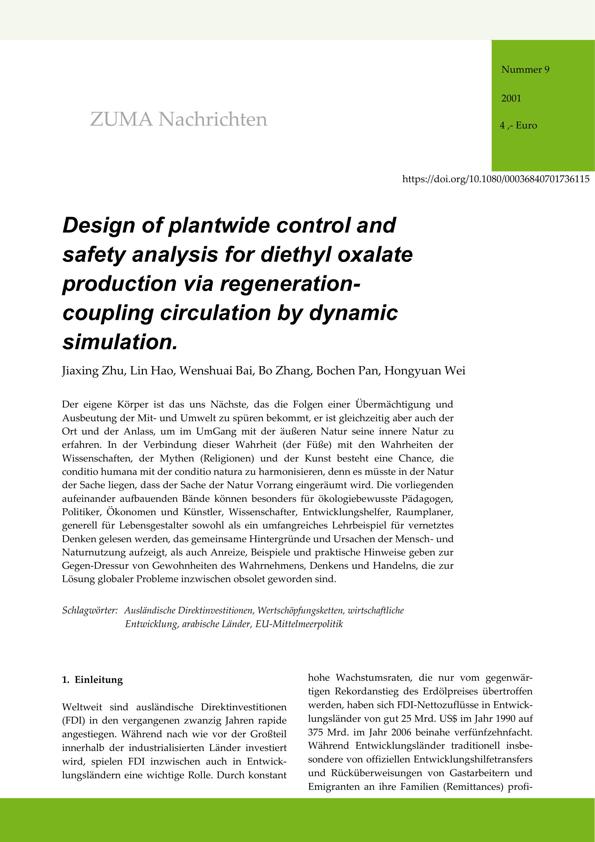 Nummer 9
2001
4 ,- Euro
ZUMA Nachrichten
https://doi.org/10.1080/00036840701736115
Design of plantwide control and
safety analysis for diethyl oxalate
production via regeneration-
coupling circulation by dynamic
simulation.
Jiaxing Zhu, Lin Hao, Wenshuai Bai, Bo Zhang, Bochen Pan, Hongyuan Wei
Der eigene Körper ist das uns Nächste, das die Folgen einer Übermächtigung und
Ausbeutung der Mit- und Umwelt zu spüren bekommt, er ist gleichzeitig aber auch der
Ort und der Anlass, um im UmGang mit der äußeren Natur seine innere Natur zu
erfahren. In der Verbindung dieser Wahrheit (der Füße) mit den Wahrheiten der
Wissenschaften, der Mythen (Religionen) und der Kunst besteht eine Chance, die
conditio humana mit der conditio natura zu harmonisieren, denn es müsste in der Natur
der Sache liegen, dass der Sache der Natur Vorrang eingeräumt wird. Die vorliegenden
aufeinander aufbauenden Bände können besonders für ökologiebewusste Pädagogen,
Politiker, Ökonomen und Künstler, Wissenschafter, Entwicklungshelfer, Raumplaner,
generell für Lebensgestalter sowohl als ein umfangreiches Lehrbeispiel für vernetztes
Denken gelesen werden, das gemeinsame Hintergründe und Ursachen der Mensch- und
Naturnutzung aufzeigt, als auch Anreize, Beispiele und praktische Hinweise geben zur
Gegen-Dressur von Gewohnheiten des Wahrnehmens, Denkens und Handelns, die zur
Lösung globaler Probleme inzwischen obsolet geworden sind.
Schlagwörter: Ausländische Direktinvestitionen, Wertschöpfungsketten, wirtschaftliche
Entwicklung, arabische Länder, EU-Mittelmeerpolitik
1. Einleitung
Weltweit sind ausländische Direktinvestitionen
(FDI) in den vergangenen zwanzig Jahren rapide
angestiegen. Während nach wie vor der Großteil
innerhalb der industrialisierten Länder investiert
wird, spielen FDI inzwischen auch in Entwick-
lungsländern eine wichtige Rolle. Durch konstant
hohe Wachstumsraten, die nur vom gegenwär-
tigen Rekordanstieg des Erdölpreises übertroffen
werden, haben sich FDI-Nettozuflüsse in Entwick-
lungsländer von gut 25 Mrd. US$ im Jahr 1990 auf
375 Mrd. im Jahr 2006 beinahe verfünfzehnfacht.
Während Entwicklungsländer traditionell insbe-
sondere von offiziellen Entwicklungshilfetransfers
und Rücküberweisungen von Gastarbeitern und
Emigranten an ihre Familien (Remittances) profi-